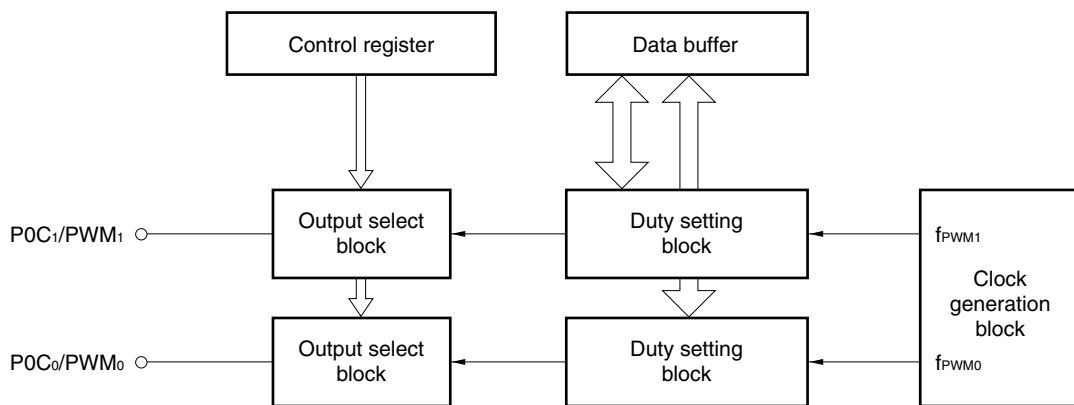 Control register
Data buffer
P0C₁/PWM₁
Output select
block
Duty setting
block
fPWM1
Clock
generation
block
P0C₀/PWM₀
Output select
block
Duty setting
block
fPWM0